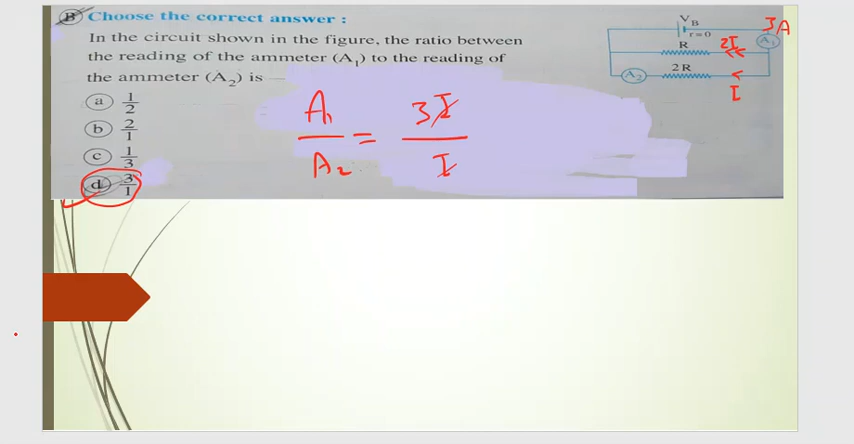 B Choose the correct answer :
In the circuit shown in the figure, the ratio between
the reading of the ammeter (A₁) to the reading of
the ammeter (A₂) is
a 1/2
b 2/1
c 1/3
d 3/1
A₁/A₂ = 3I/I
V_B
r=0
3A
A₁
R
2I
A₂
2R
I